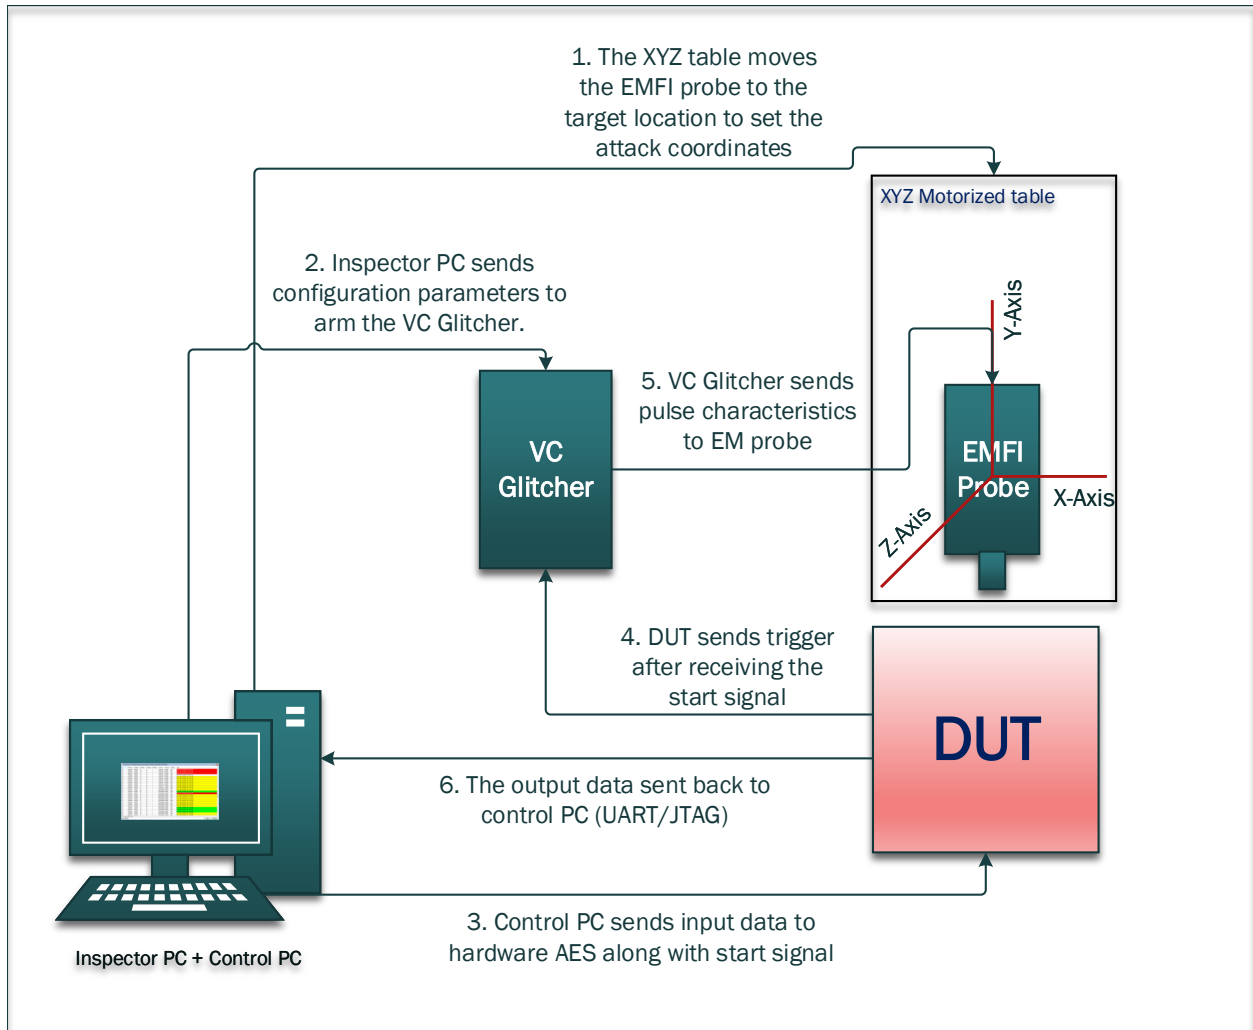 1. The XYZ table moves
the EMFI probe to the
target location to set the
attack coordinates
XYZ Motorized table
2. Inspector PC sends
configuration parameters to
arm the VC Glitcher.
Y-Axis
5. VC Glitcher sends
pulse characteristics
to EM probe
VC
Glitcher
EMFI
Probe
X-Axis
Z-Axis
4. DUT sends trigger
after receiving the
start signal
DUT
6. The output data sent back to
control PC (UART/JTAG)
3. Control PC sends input data to
hardware AES along with start signal
Inspector PC + Control PC